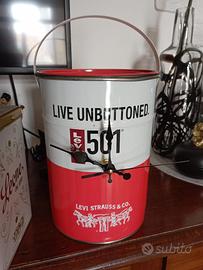 LIVE UNBUTTONED.
Levi's
501
LEVI STRAUSS & CO.
subito